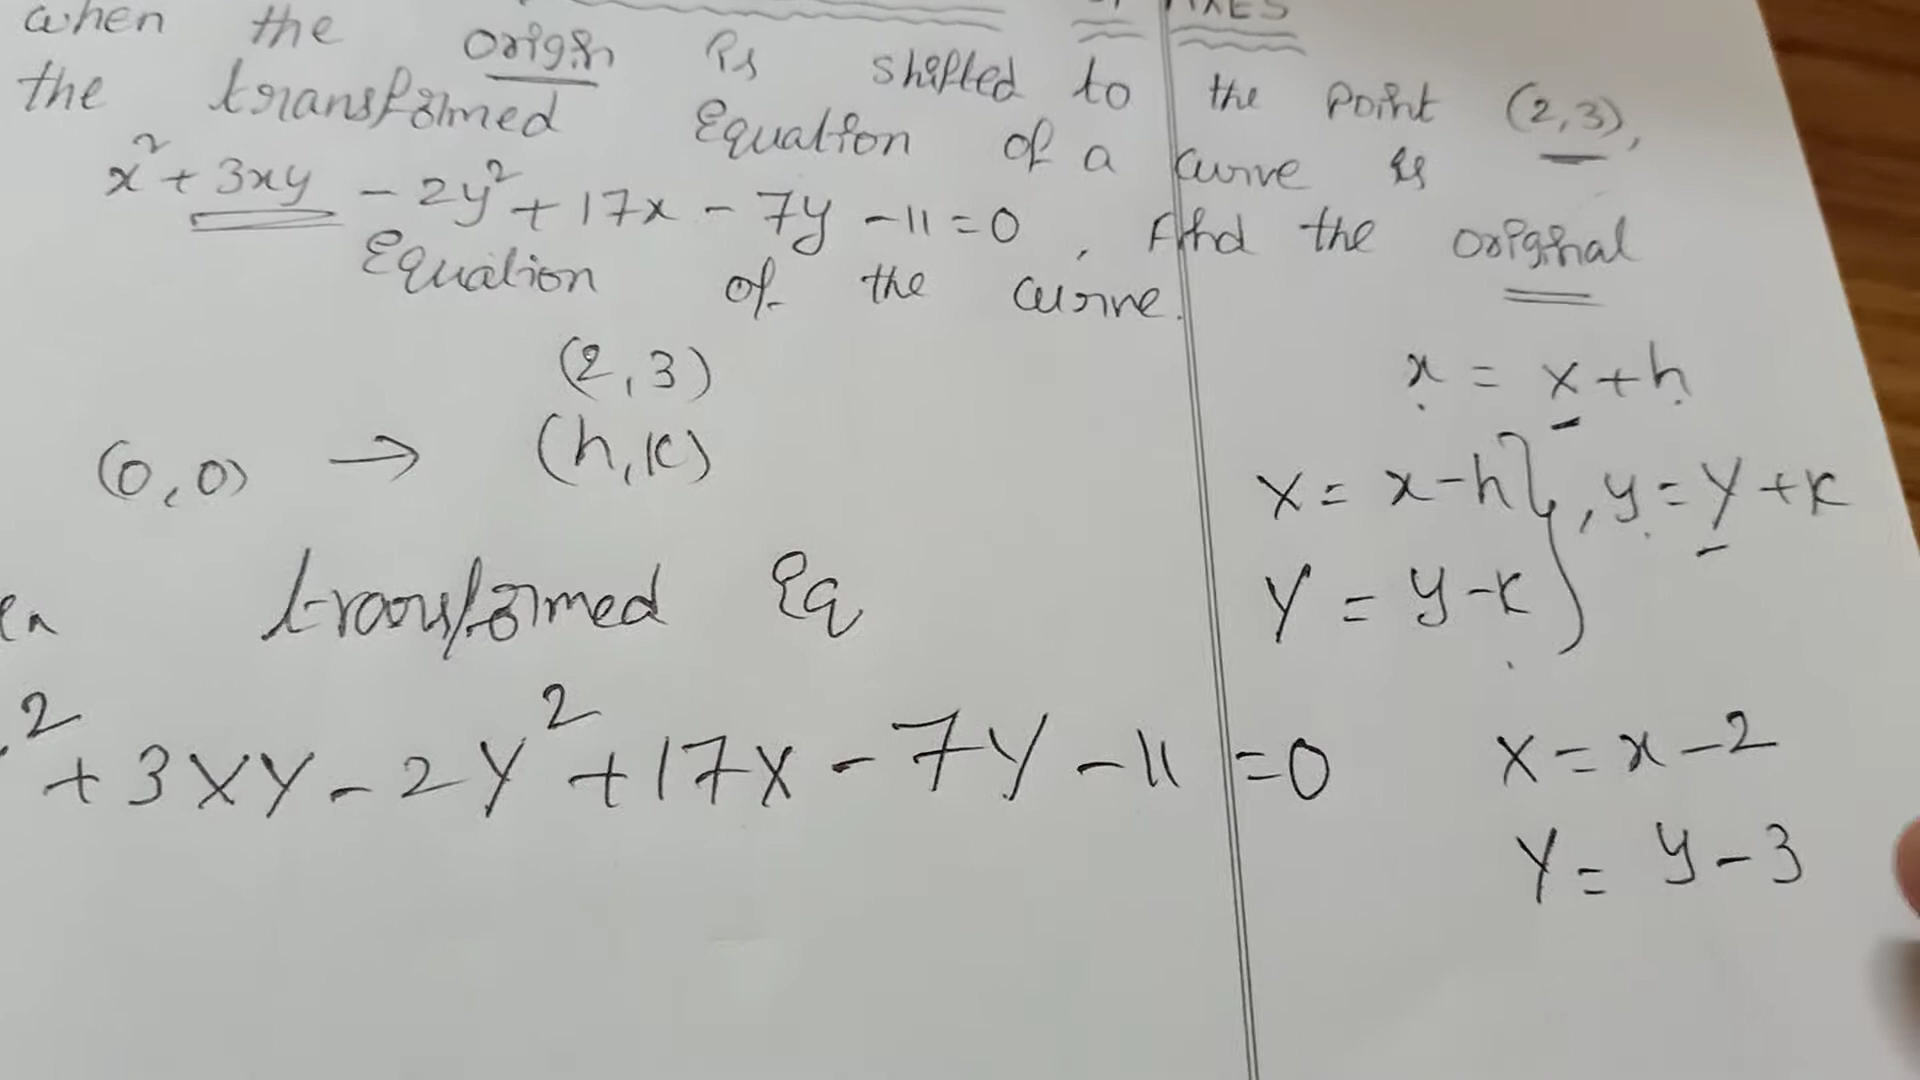 AXES
when the origin is shifted to the point (2,3),
the transformed Equation of a curve is
x² + 3xy - 2y² + 17x - 7y - 11 = 0, Find the original
Equation of the curve.
(2,3)
(0,0) → (h,k)
x = X + h
X = x - h}, y = Y + k
Y = y - k
transformed Eq
² + 3XY - 2Y² + 17X - 7Y - 11 = 0
X = x - 2
Y = y - 3